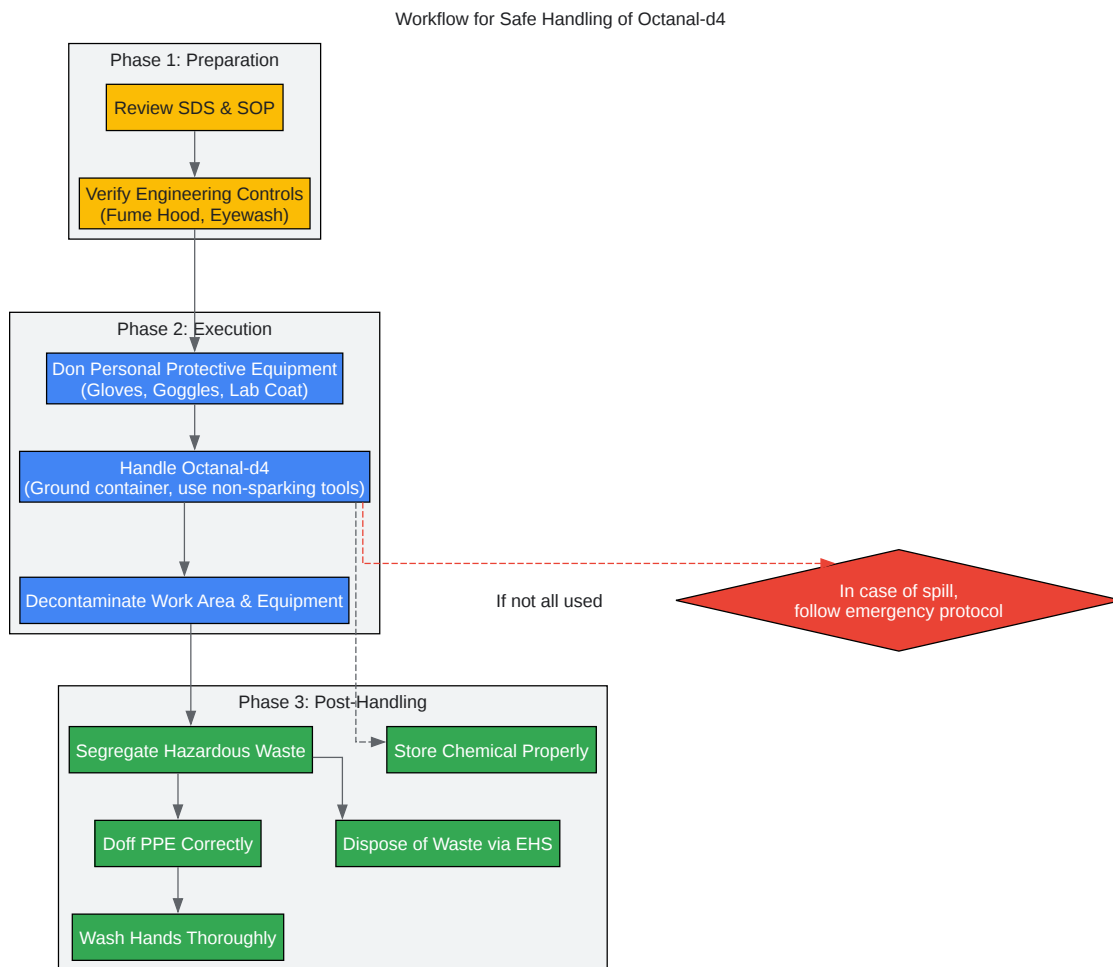 Workflow for Safe Handling of Octanal-d4
Phase 1: Preparation
Review SDS & SOP
Verify Engineering Controls
(Fume Hood, Eyewash)
Phase 2: Execution
Don Personal Protective Equipment
(Gloves, Goggles, Lab Coat)
Handle Octanal-d4
(Ground container, use non-sparking tools)
Decontaminate Work Area & Equipment
If not all used
In case of spill,
follow emergency protocol
Phase 3: Post-Handling
Segregate Hazardous Waste
Store Chemical Properly
Doff PPE Correctly
Dispose of Waste via EHS
Wash Hands Thoroughly